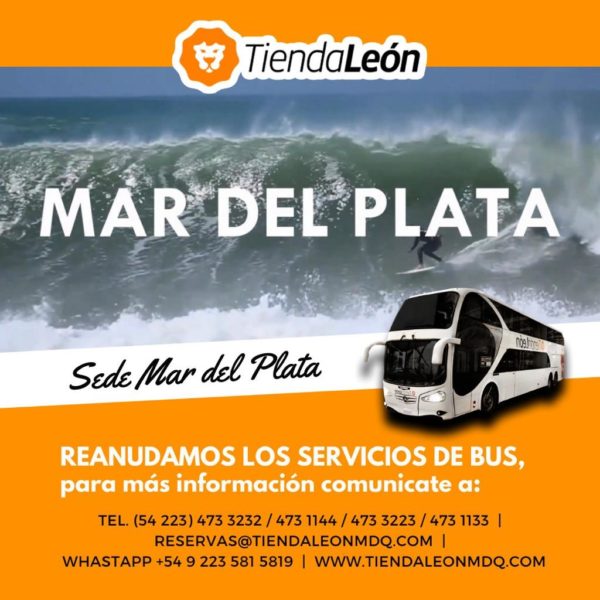 TiendaLeón
MAR DEL PLATA
Sede Mar del Plata
REANUDAMOS LOS SERVICIOS DE BUS,
para más información comunicate a:
TEL. (54 223) 473 3232 / 473 1144 / 473 3223 / 473 1133 |
RESERVAS@TIENDALEONMDQ.COM |
WHASTAPP +54 9 223 581 5819 | WWW.TIENDALEONMDQ.COM